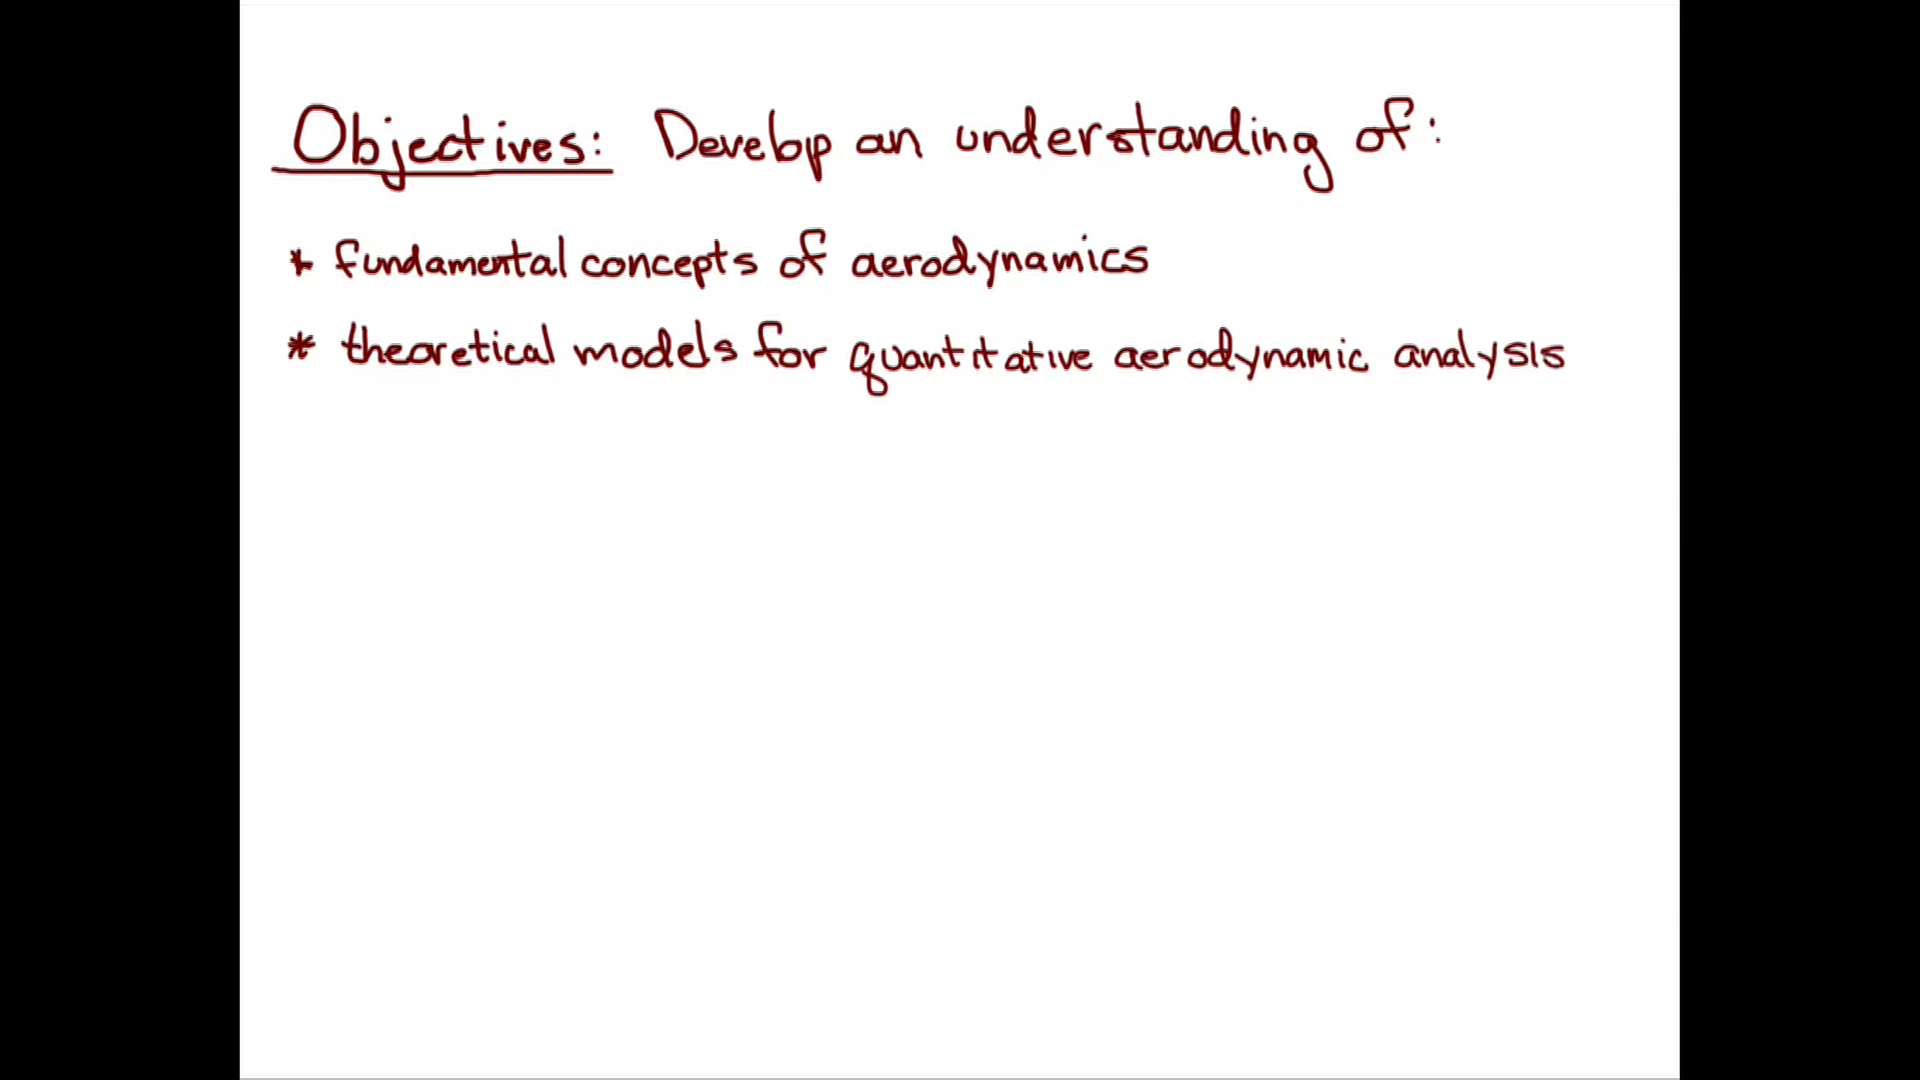 Objectives: Develop an understanding of:
* fundamental concepts of aerodynamics
* theoretical models for quantitative aerodynamic analysis